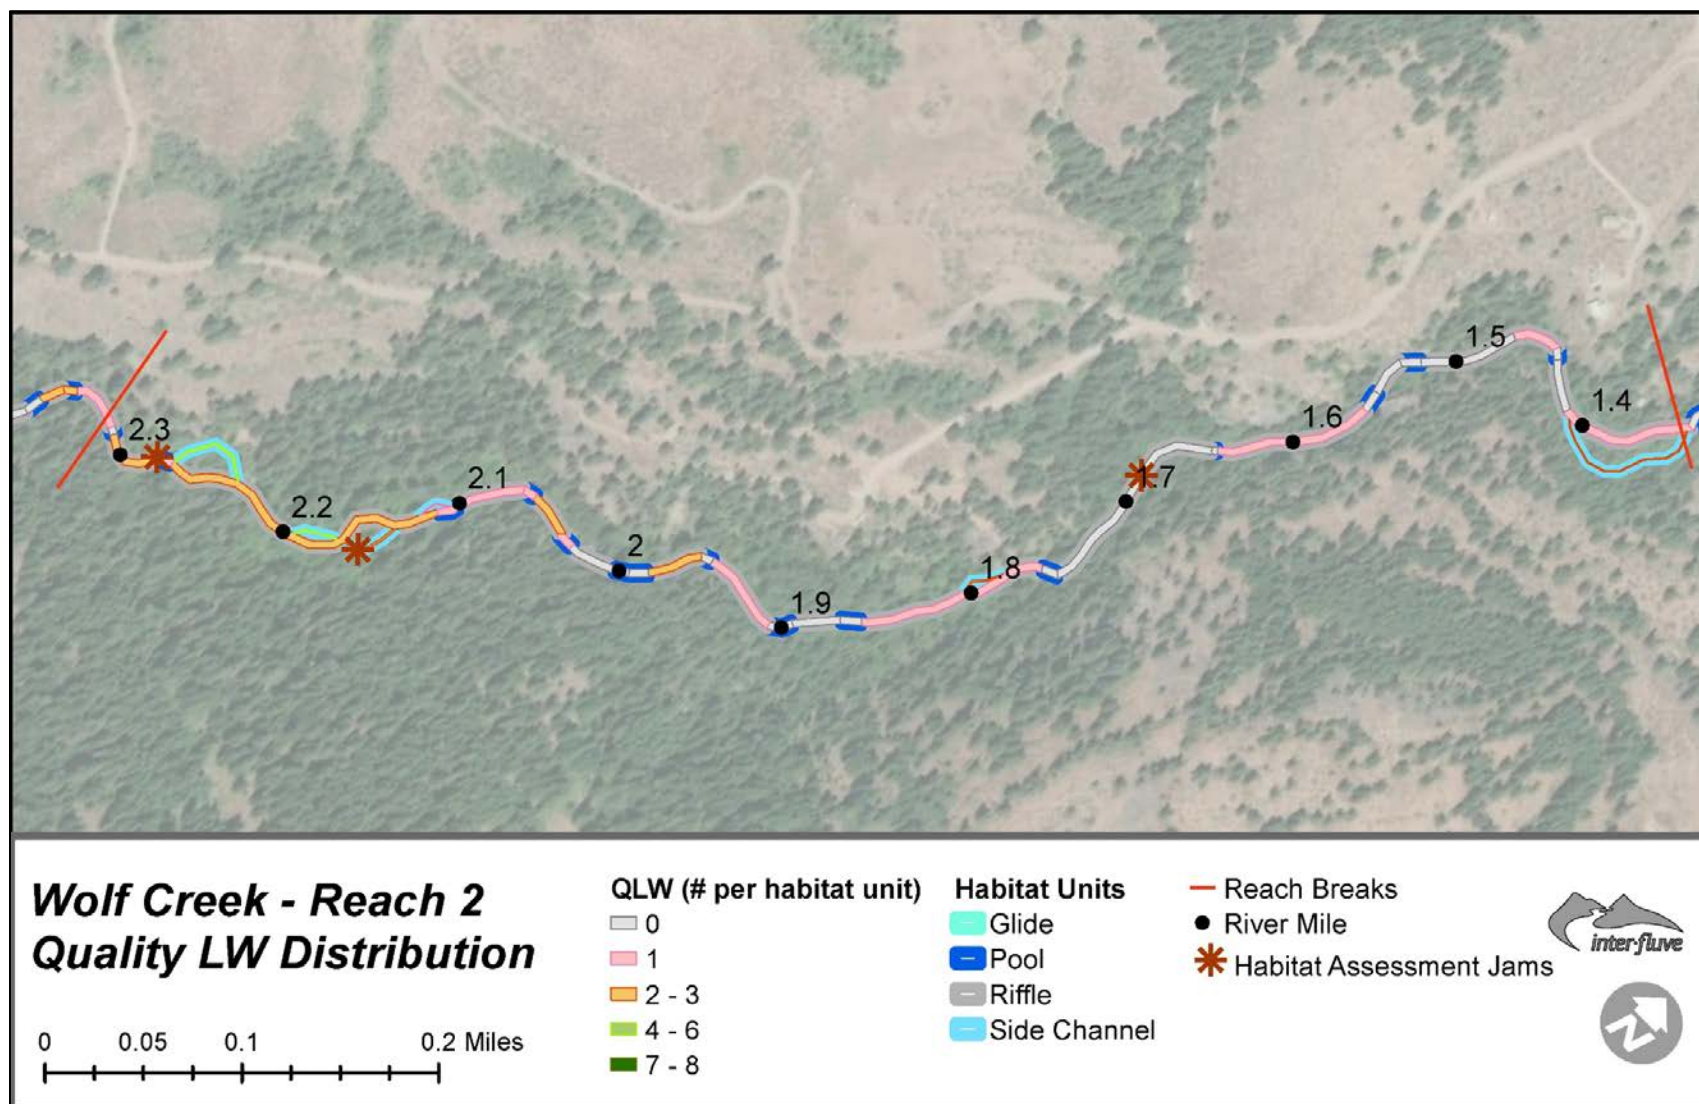 1.5
1.4
2.3
1.6
2.1
1.7
2.2
2
1.8
1.9
Wolf Creek - Reach 2
Quality LW Distribution
0 0.05 0.1 0.2 Miles
QLW (# per habitat unit)
0
1
2 - 3
4 - 6
7 - 8
Habitat Units
Glide
Pool
Riffle
Side Channel
Reach Breaks
River Mile
Habitat Assessment Jams
inter-fluve
N